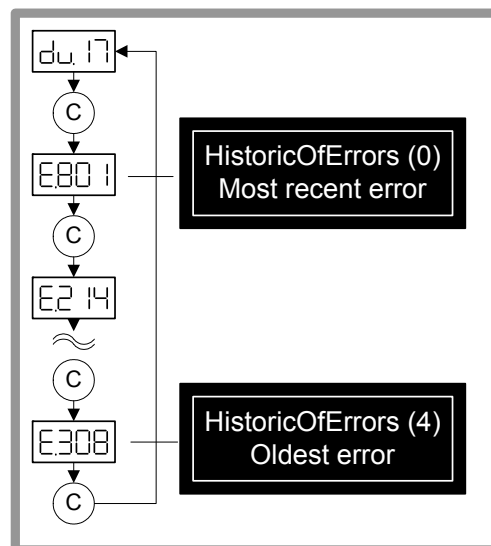 du.17
C
E.801
HistoricOfErrors (0)
Most recent error
C
E.214
C
E.308
HistoricOfErrors (4)
Oldest error
C